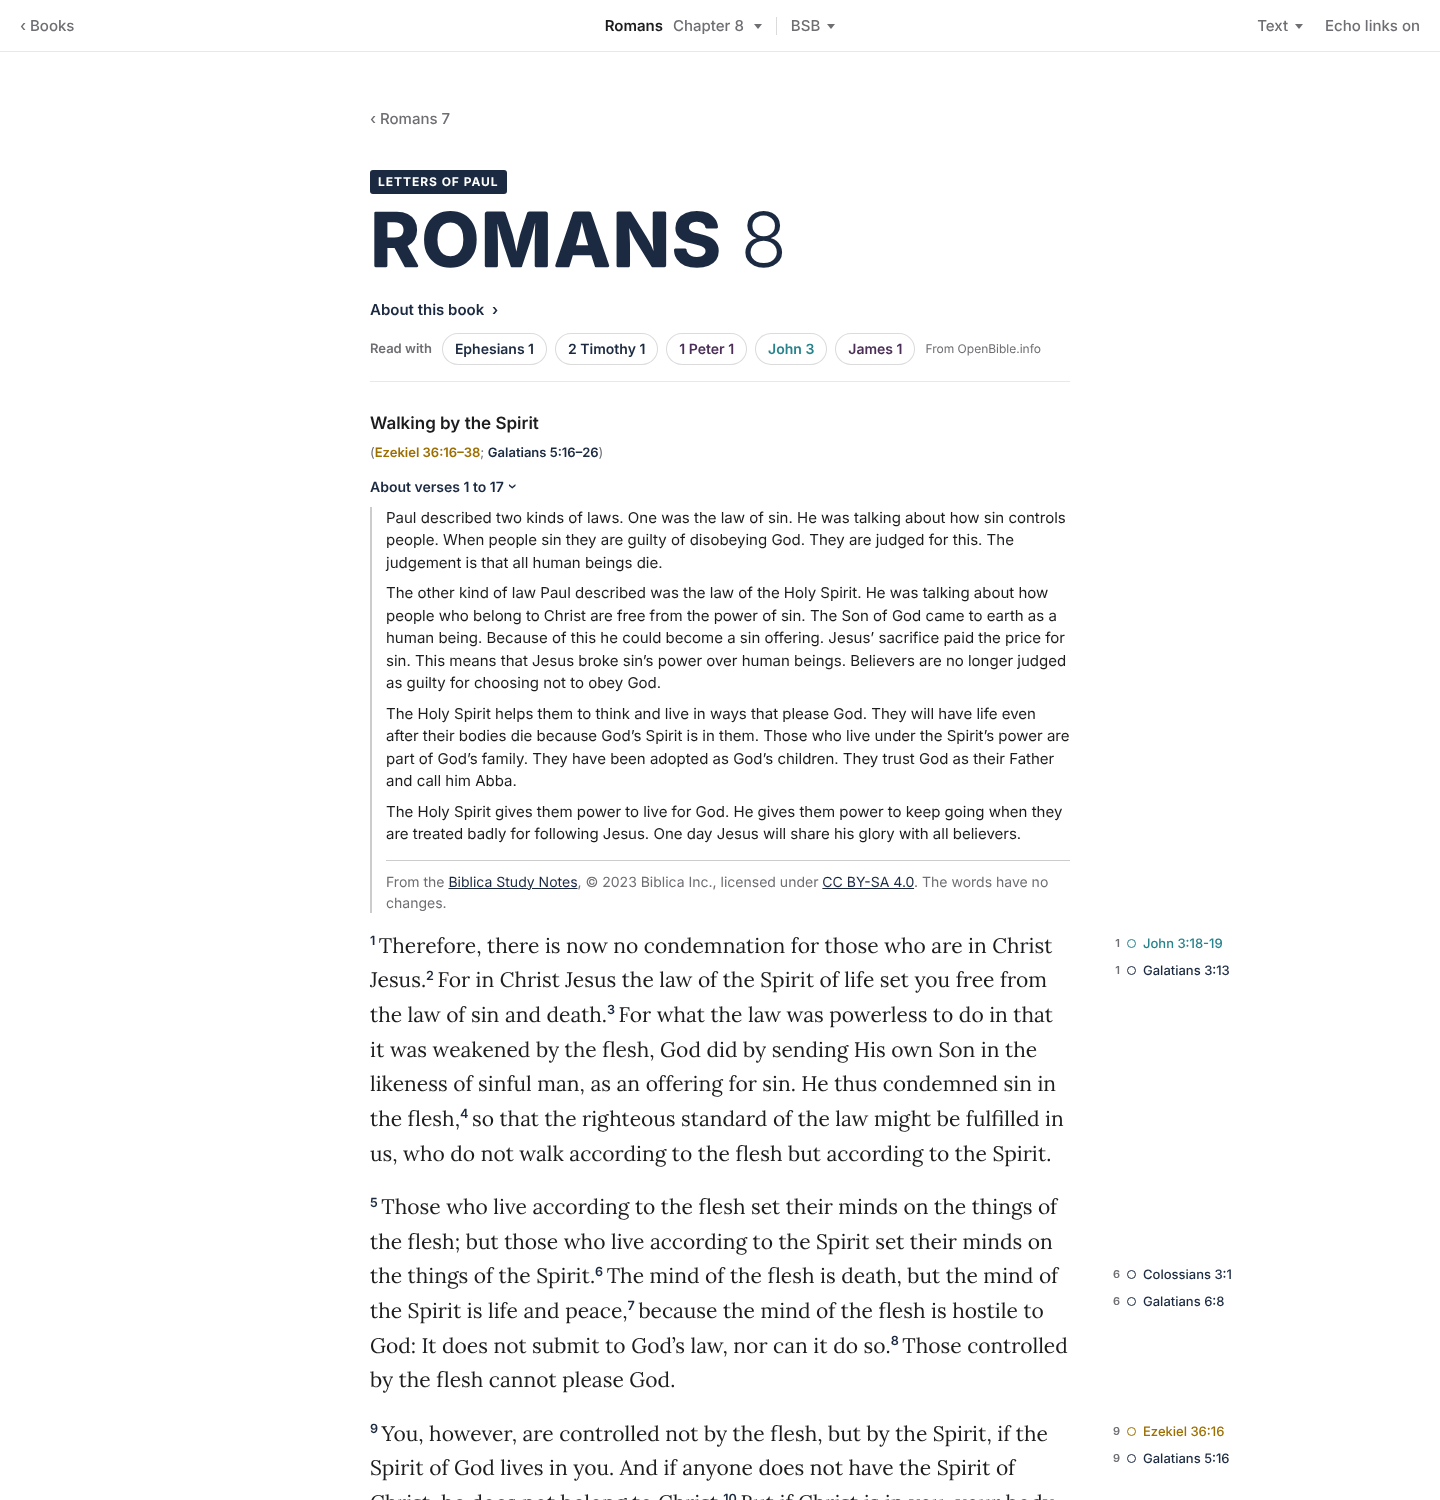 ‹ Books
Romans Chapter 8
BSB
Text
Echo links on
‹ Romans 7
LETTERS OF PAUL
ROMANS 8
About this book ›
Read with Ephesians 1 2 Timothy 1 1 Peter 1 John 3 James 1 From OpenBible.info
Walking by the Spirit
(Ezekiel 36:16–38; Galatians 5:16–26)
About verses 1 to 17
Paul described two kinds of laws. One was the law of sin. He was talking about how sin controls
people. When people sin they are guilty of disobeying God. They are judged for this. The
judgement is that all human beings die.
The other kind of law Paul described was the law of the Holy Spirit. He was talking about how
people who belong to Christ are free from the power of sin. The Son of God came to earth as a
human being. Because of this he could become a sin offering. Jesus’ sacrifice paid the price for
sin. This means that Jesus broke sin’s power over human beings. Believers are no longer judged
as guilty for choosing not to obey God.
The Holy Spirit helps them to think and live in ways that please God. They will have life even
after their bodies die because God’s Spirit is in them. Those who live under the Spirit’s power are
part of God’s family. They have been adopted as God’s children. They trust God as their Father
and call him Abba.
The Holy Spirit gives them power to live for God. He gives them power to keep going when they
are treated badly for following Jesus. One day Jesus will share his glory with all believers.
From the Biblica Study Notes, © 2023 Biblica Inc., licensed under CC BY-SA 4.0. The words have no
changes.
1 Therefore, there is now no condemnation for those who are in Christ
Jesus. 2 For in Christ Jesus the law of the Spirit of life set you free from
the law of sin and death. 3 For what the law was powerless to do in that
it was weakened by the flesh, God did by sending His own Son in the
likeness of sinful man, as an offering for sin. He thus condemned sin in
the flesh, 4 so that the righteous standard of the law might be fulfilled in
us, who do not walk according to the flesh but according to the Spirit.
1 John 3:18-19
1 Galatians 3:13
5 Those who live according to the flesh set their minds on the things of
the flesh; but those who live according to the Spirit set their minds on
the things of the Spirit. 6 The mind of the flesh is death, but the mind of
the Spirit is life and peace, 7 because the mind of the flesh is hostile to
God: It does not submit to God’s law, nor can it do so. 8 Those controlled
by the flesh cannot please God.
6 Colossians 3:1
6 Galatians 6:8
9 You, however, are controlled not by the flesh, but by the Spirit, if the
Spirit of God lives in you. And if anyone does not have the Spirit of
Christ, he does not belong to Christ. 10 But if Christ is in you, your body
9 Ezekiel 36:16
9 Galatians 5:16